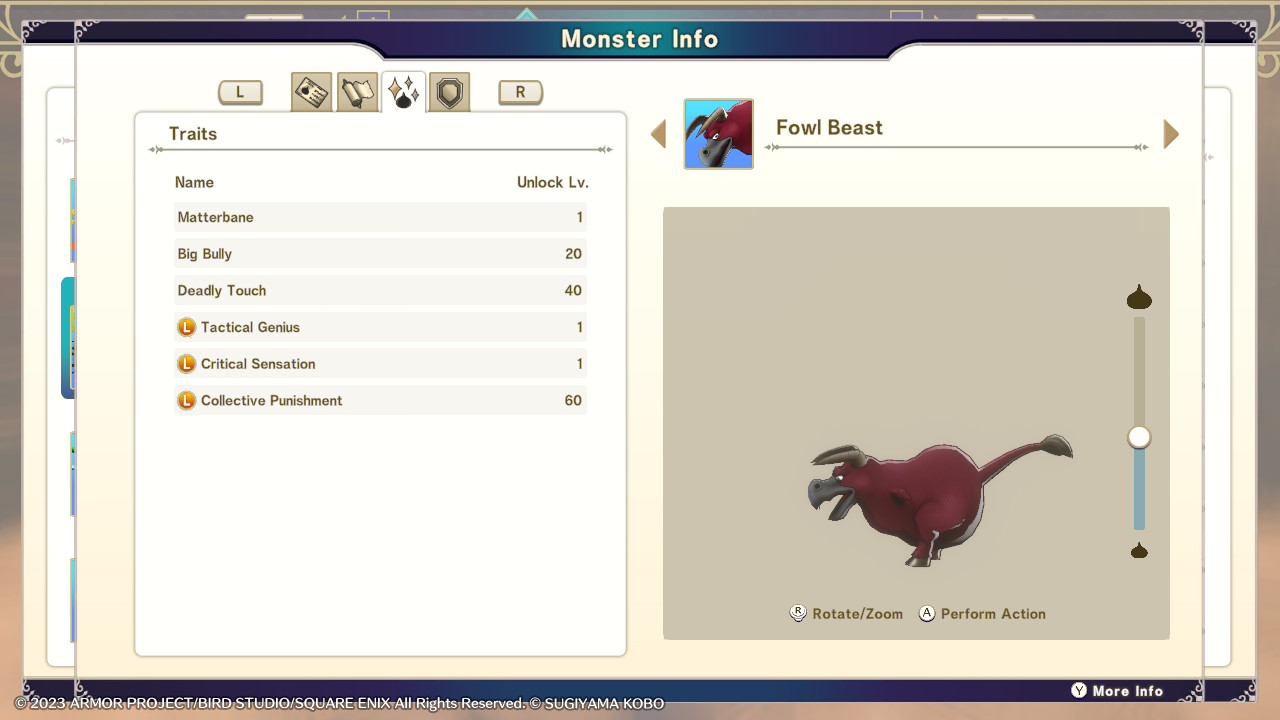 Monster Info
L
R
Traits
Name Unlock Lv.
Matterbane 1
Big Bully 20
Deadly Touch 40
L Tactical Genius 1
L Critical Sensation 1
L Collective Punishment 60
Fowl Beast
R Rotate/Zoom A Perform Action
Y More Info
© 2023 ARMOR PROJECT/BIRD STUDIO/SQUARE ENIX All Rights Reserved. © SUGIYAMA KOBO